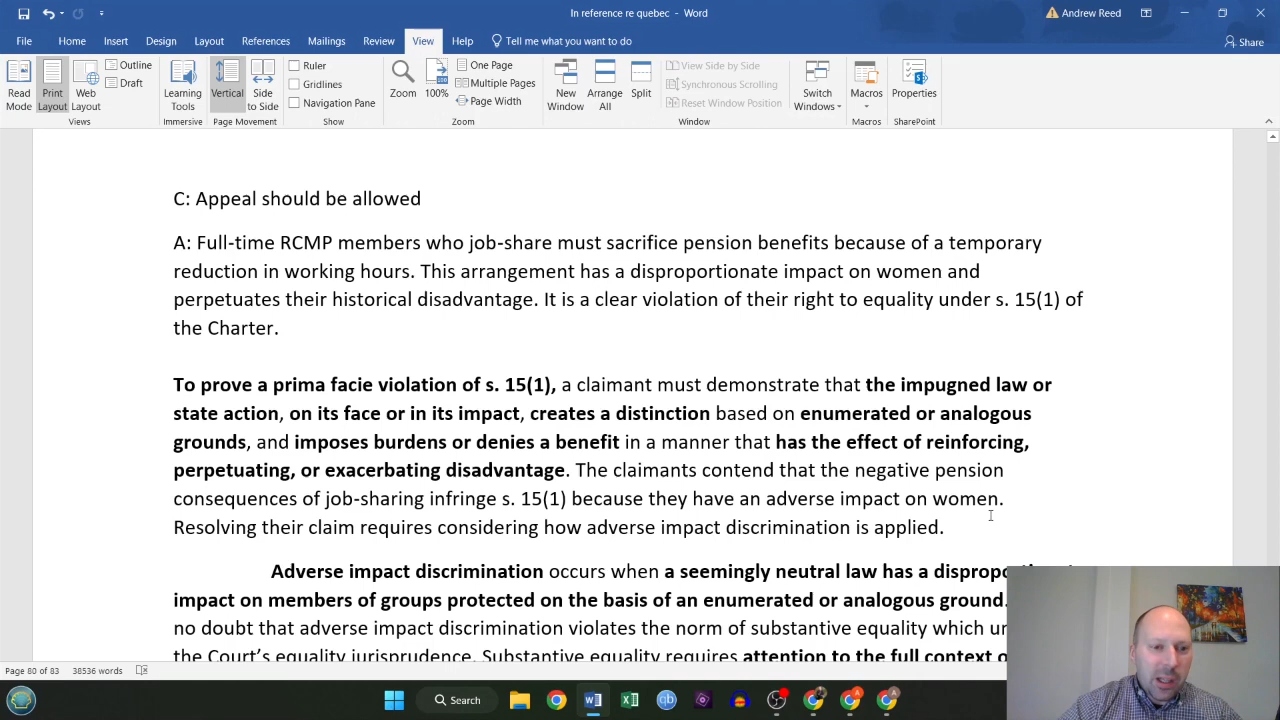 In reference re quebec - Word
Andrew Reed
File Home Insert Design Layout References Mailings Review View Help Tell me what you want to do Share
Read Mode
Print Layout
Web Layout
Outline
Draft
Views
Learning Tools
Immersive
Vertical
Side to Side
Page Movement
Ruler
Gridlines
Navigation Pane
Show
Zoom
100%
One Page
Multiple Pages
Page Width
Zoom
New Window
Arrange All
Split
View Side by Side
Synchronous Scrolling
Reset Window Position
Window
Switch Windows
Macros
Macros
Properties
SharePoint
C: Appeal should be allowed
A: Full-time RCMP members who job-share must sacrifice pension benefits because of a temporary
reduction in working hours. This arrangement has a disproportionate impact on women and
perpetuates their historical disadvantage. It is a clear violation of their right to equality under s. 15(1) of
the Charter.
To prove a prima facie violation of s. 15(1), a claimant must demonstrate that the impugned law or
state action, on its face or in its impact, creates a distinction based on enumerated or analogous
grounds, and imposes burdens or denies a benefit in a manner that has the effect of reinforcing,
perpetuating, or exacerbating disadvantage. The claimants contend that the negative pension
consequences of job-sharing infringe s. 15(1) because they have an adverse impact on women.
Resolving their claim requires considering how adverse impact discrimination is applied.
Adverse impact discrimination occurs when a seemingly neutral law has a
impact on members of groups protected on the basis of an enumerated or analogous ground.
no doubt that adverse impact discrimination violates the norm of substantive equality which
the Court's equality jurisprudence. Substantive equality requires attention to the full context
Page 80 of 83 38536 words
Search